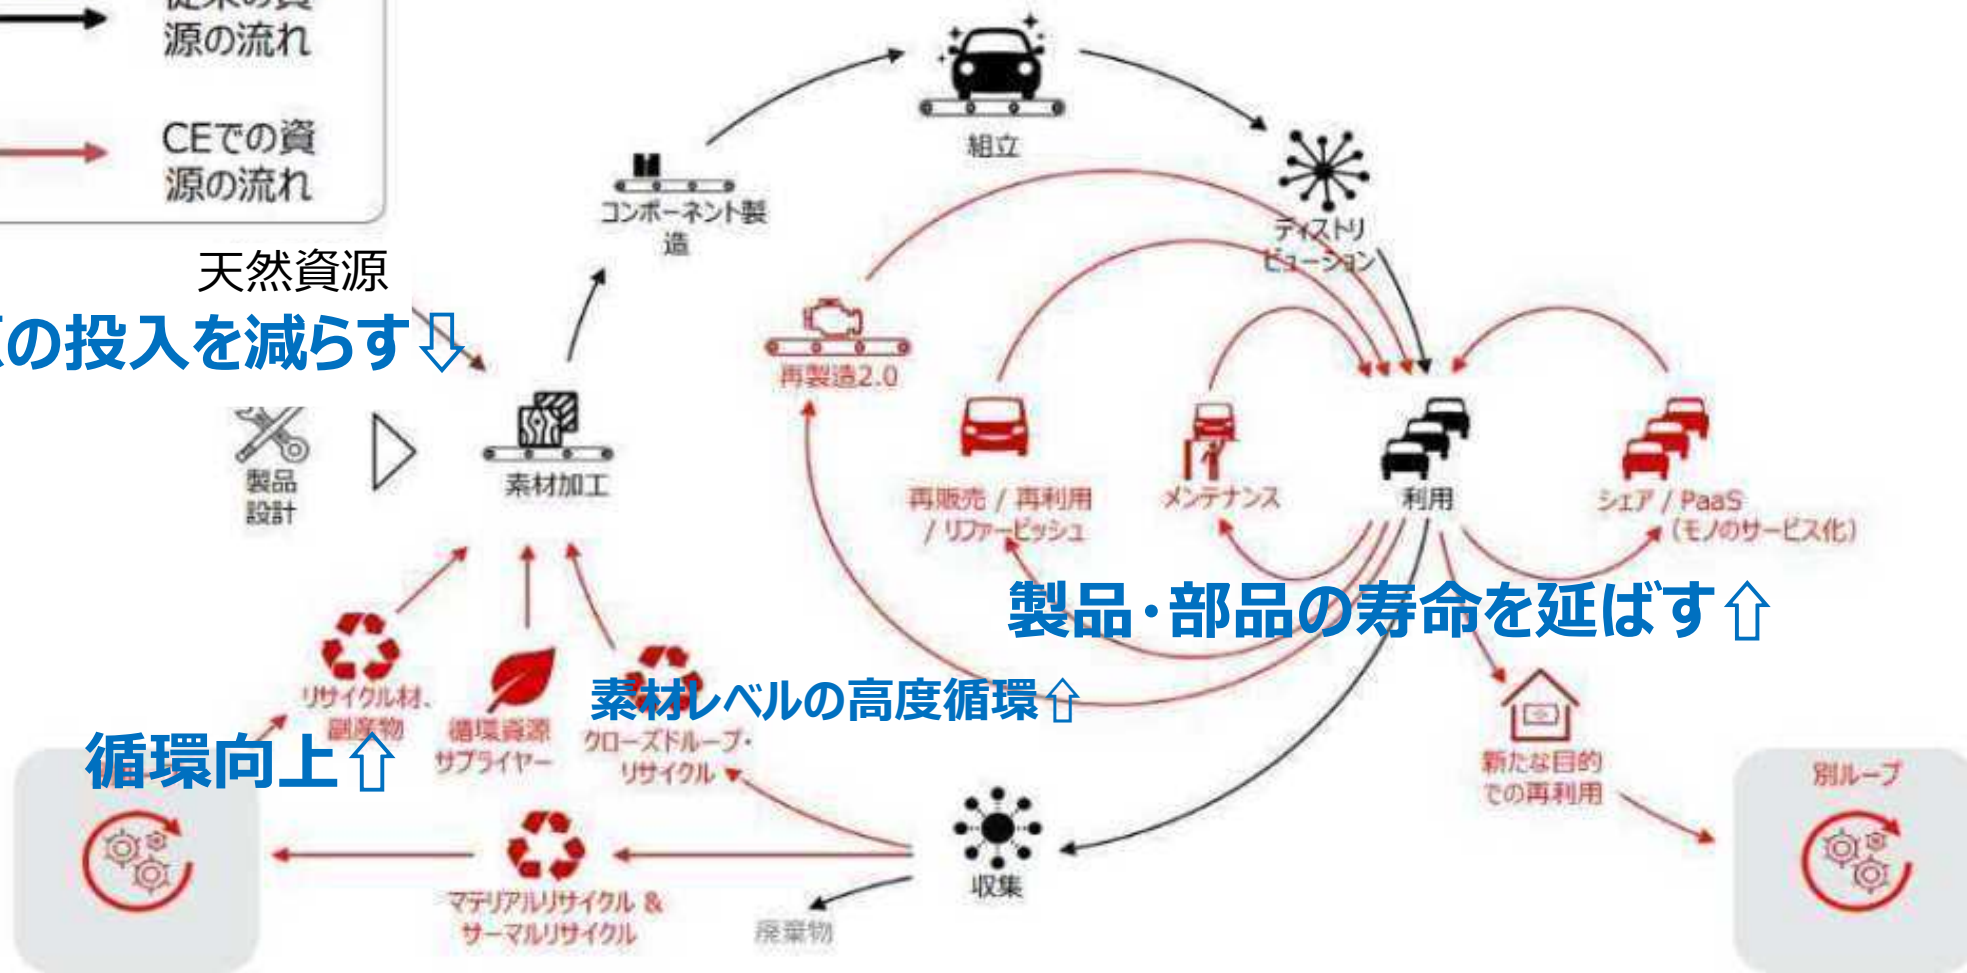 従来の資
源の流れ
CEでの資
源の流れ
天然資源
の投入を減らす⇩
組立
コンポーネント製
造
ディストリ
ビューション
再製造2.0
製品
設計
素材加工
再販売 / 再利用
/ リファービッシュ
メンテナンス
利用
シェア / PaaS
(モノのサービス化)
製品・部品の寿命を延ばす⇧
リサイクル材、
副産物
循環資源
サプライヤー
素材レベルの高度循環⇧
クローズドループ・
リサイクル
循環向上⇧
新たな目的
での再利用
別ループ
マテリアルリサイクル &
サーマルリサイクル
収集
廃棄物